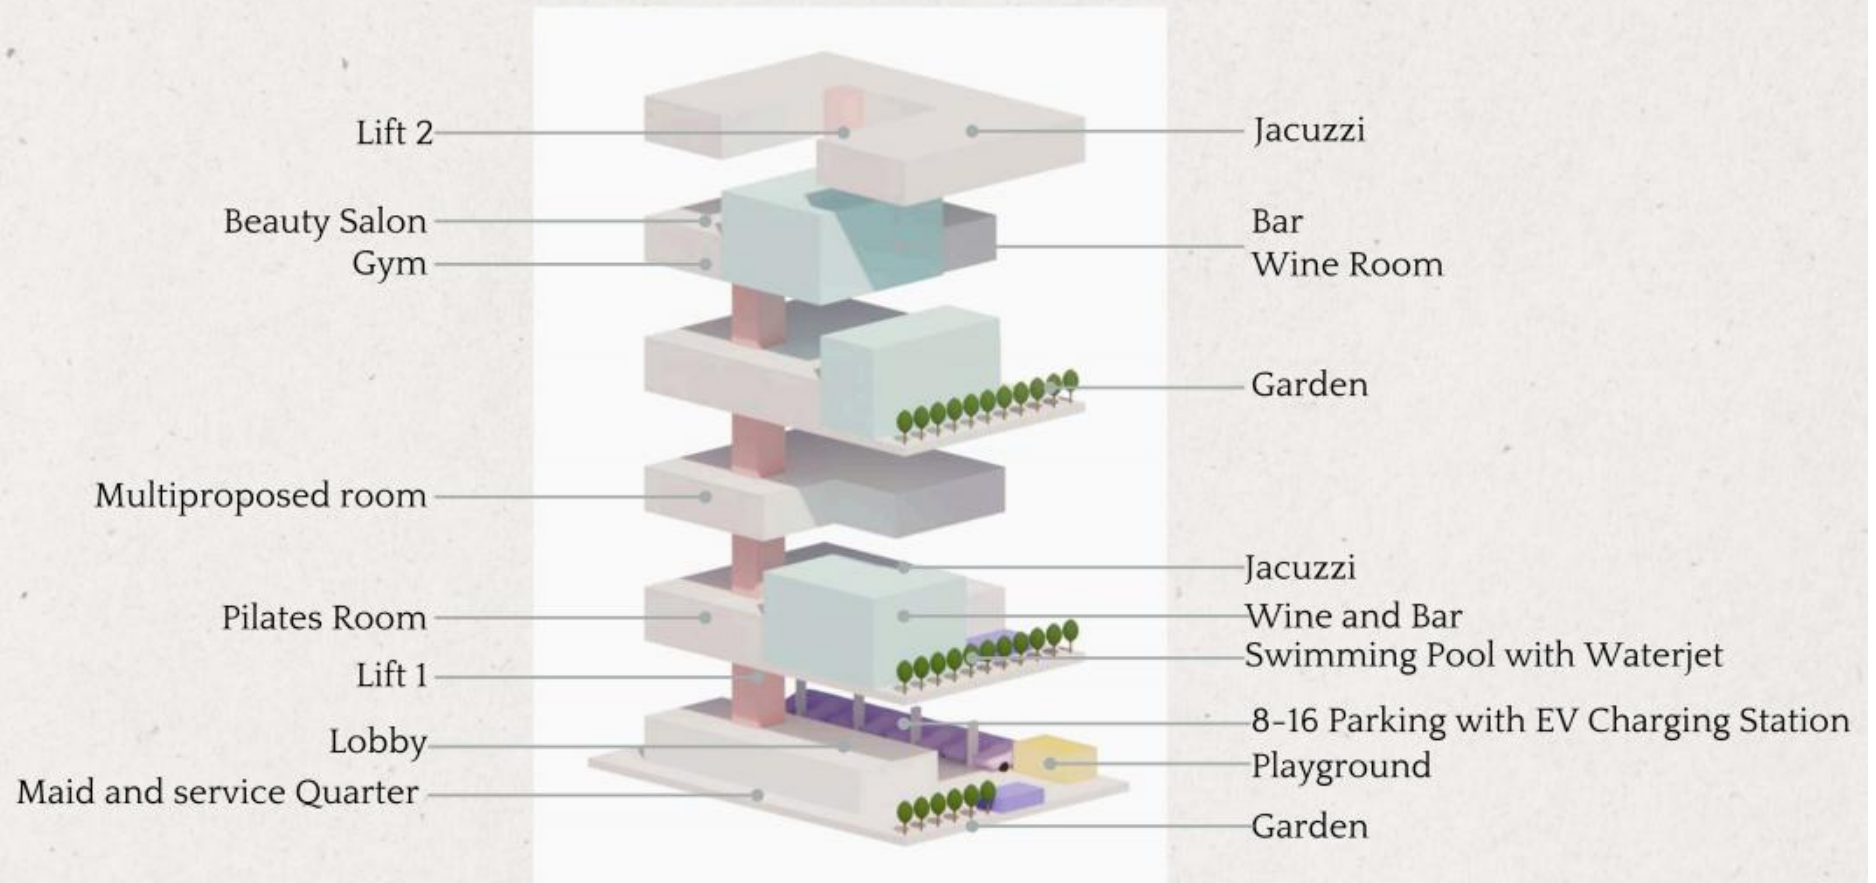 Lift 2
Jacuzzi
Beauty Salon
Bar
Gym
Wine Room
Garden
Multiproposed room
Jacuzzi
Pilates Room
Wine and Bar
Swimming Pool with Waterjet
Lift 1
8-16 Parking with EV Charging Station
Lobby
Playground
Maid and service Quarter
Garden